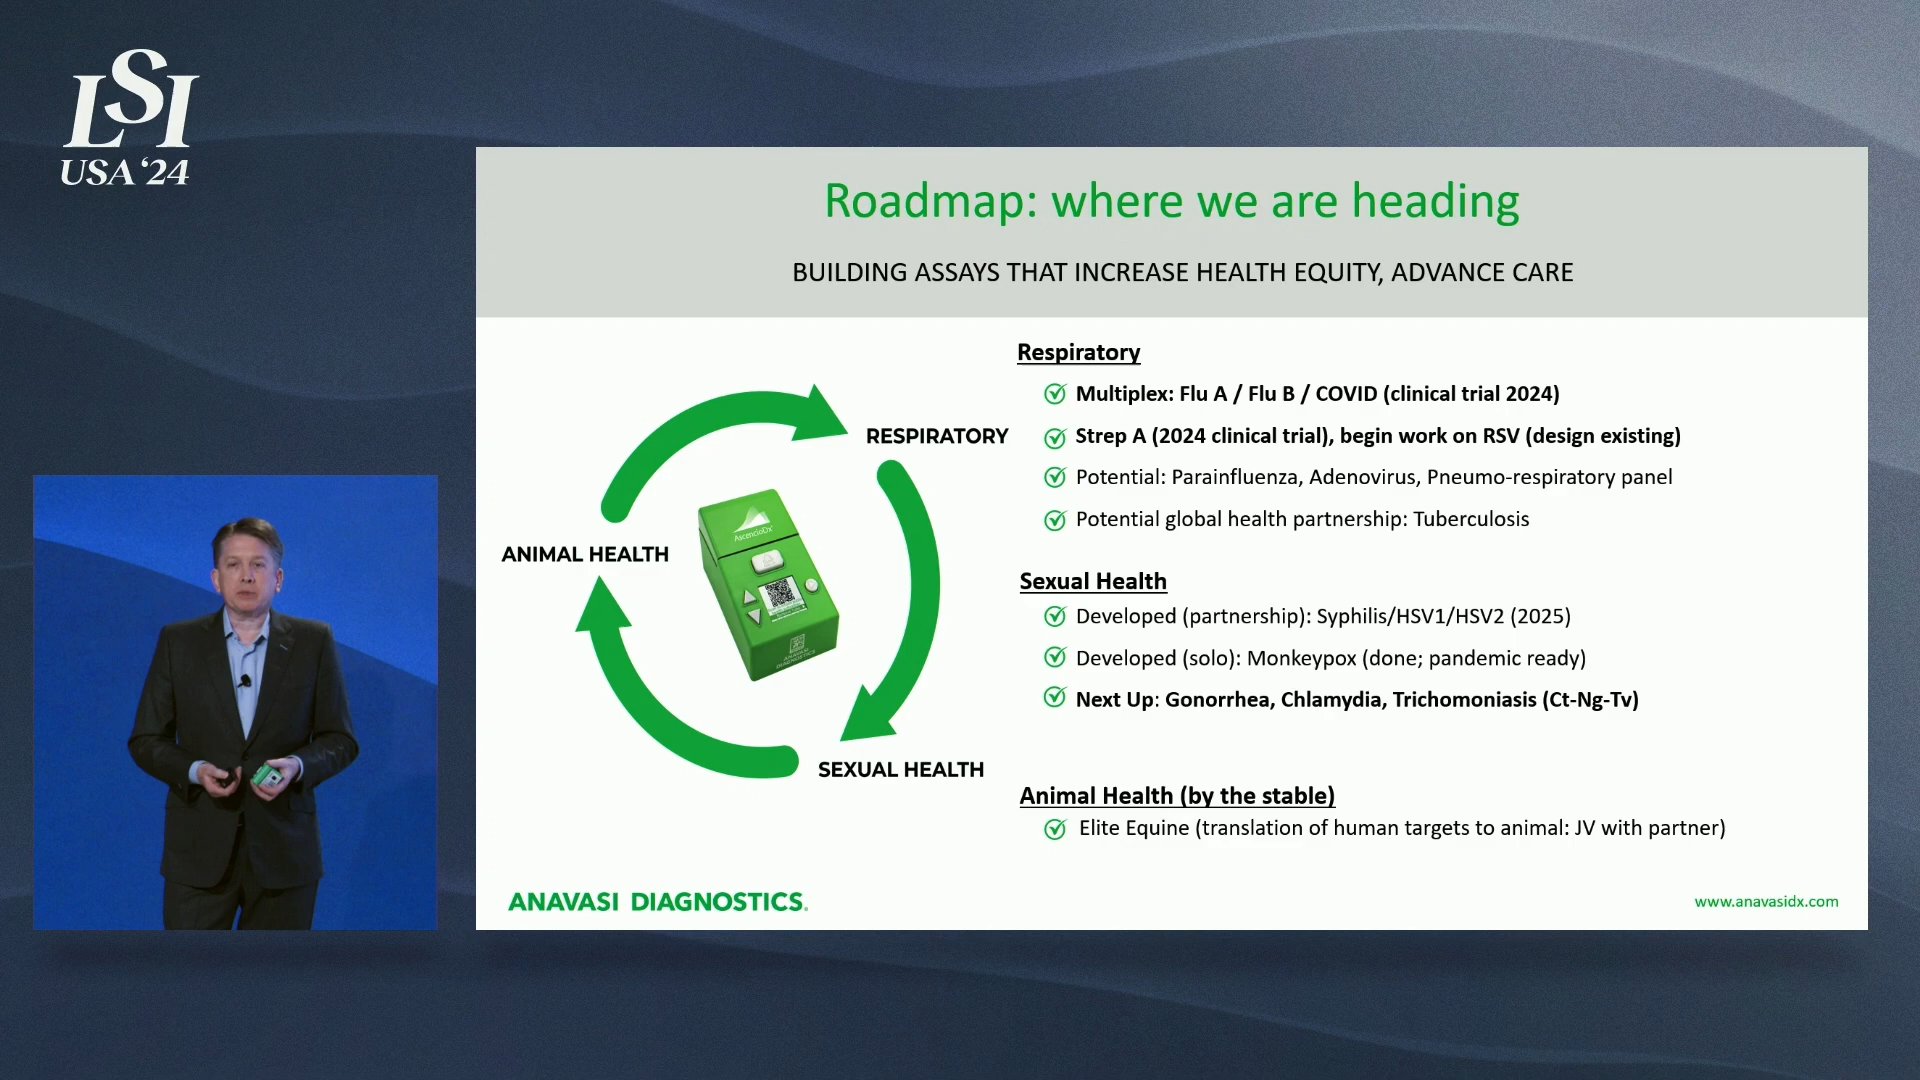 LSI
USA '24
Roadmap: where we are heading
BUILDING ASSAYS THAT INCREASE HEALTH EQUITY, ADVANCE CARE
RESPIRATORY
ANIMAL HEALTH
SEXUAL HEALTH
AscencioDx
ANAVASI
DIAGNOSTICS
Respiratory
Multiplex: Flu A / Flu B / COVID (clinical trial 2024)
Strep A (2024 clinical trial), begin work on RSV (design existing)
Potential: Parainfluenza, Adenovirus, Pneumo-respiratory panel
Potential global health partnership: Tuberculosis
Sexual Health
Developed (partnership): Syphilis/HSV1/HSV2 (2025)
Developed (solo): Monkeypox (done; pandemic ready)
Next Up: Gonorrhea, Chlamydia, Trichomoniasis (Ct-Ng-Tv)
Animal Health (by the stable)
Elite Equine (translation of human targets to animal: JV with partner)
ANAVASI DIAGNOSTICS.
www.anavasidx.com